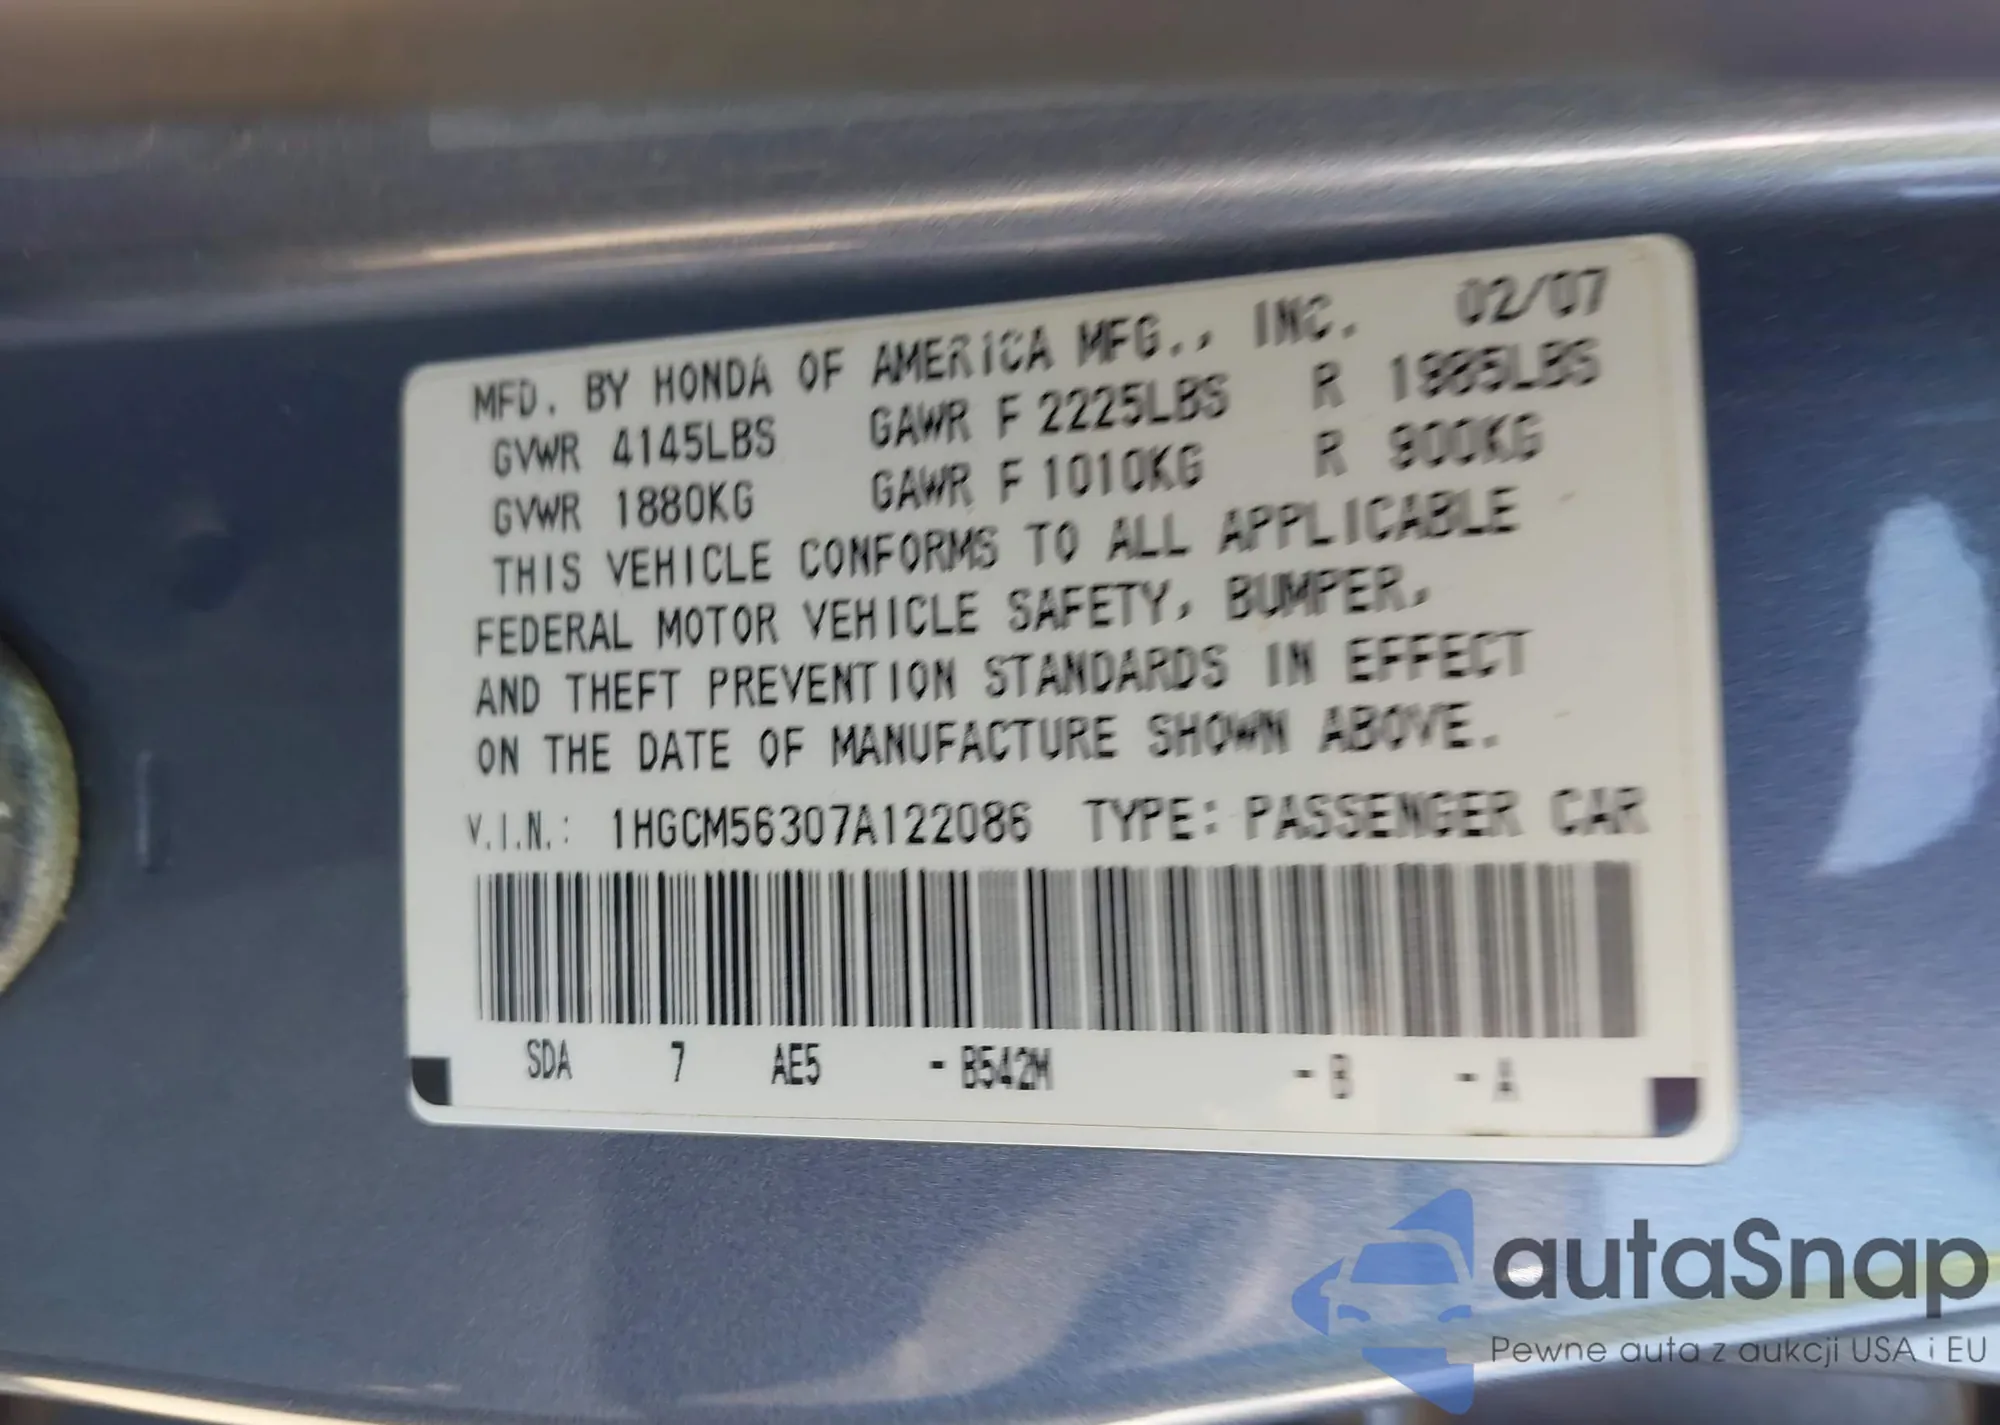 MFD. BY HONDA OF AMERICA MFG., INC. 02/07
GVWR 4145LBS GAWR F 2225LBS R 1985LBS
GVWR 1880KG GAWR F 1010KG R 900KG
THIS VEHICLE CONFORMS TO ALL APPLICABLE
FEDERAL MOTOR VEHICLE SAFETY, BUMPER,
AND THEFT PREVENTION STANDARDS IN EFFECT
ON THE DATE OF MANUFACTURE SHOWN ABOVE.
V.I.N.: 1HGCM56307A122086 TYPE: PASSENGER CAR
SDA 7 AE5 - B542M - B - A
autaSnap
Pewne auta z aukcji USA i EU